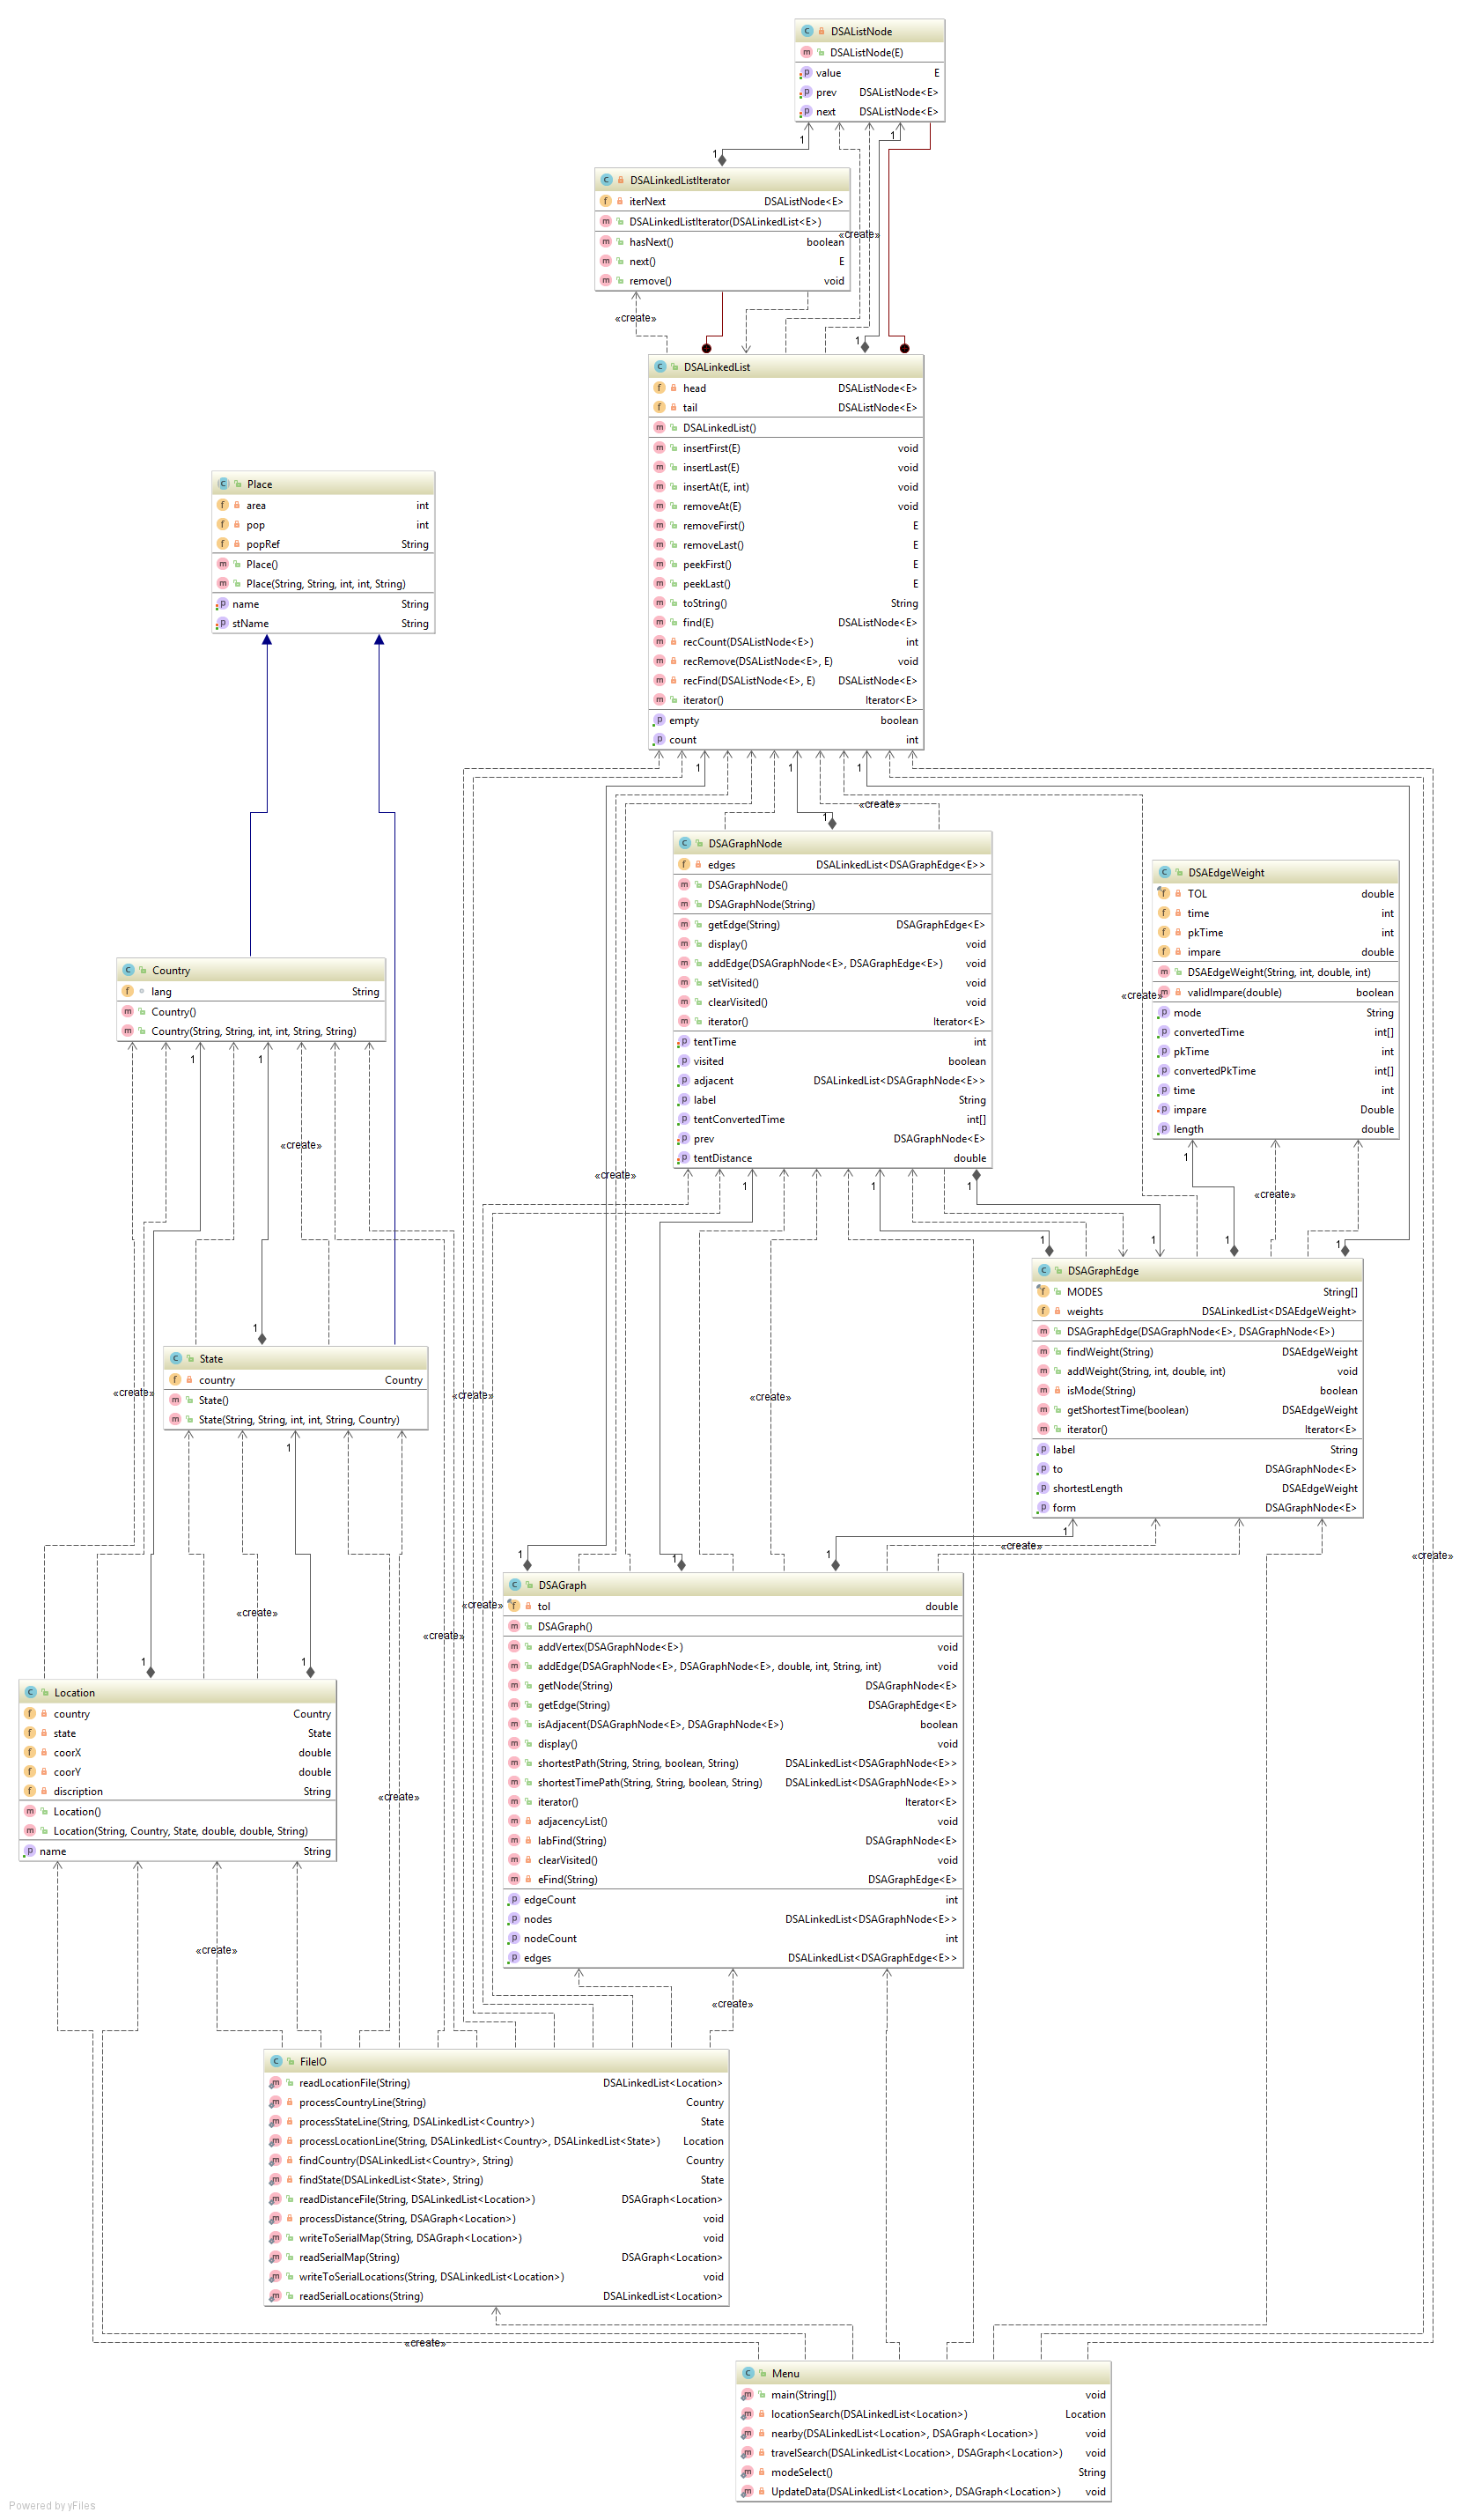 DSAListNode
DSAListNode(E)
value E
prev DSAListNode<E>
next DSAListNode<E>
1
1
1
DSALinkedListIterator
iterNext DSAListNode<E>
DSALinkedListIterator(DSALinkedList<E>)
hasNext() boolean
next() E
remove() void
«create»
«create»
1
DSALinkedList
head DSAListNode<E>
tail DSAListNode<E>
DSALinkedList()
insertFirst(E) void
insertLast(E) void
insertAt(E, int) void
removeAt(E) void
removeFirst() E
removeLast() E
peekFirst() E
peekLast() E
toString() String
find(E) DSAListNode<E>
recCount(DSAListNode<E>) int
recRemove(DSAListNode<E>, E) void
recFind(DSAListNode<E>, E) DSAListNode<E>
iterator() Iterator<E>
empty boolean
count int
Place
area int
pop int
popRef String
Place()
Place(String, String, int, int, String)
name String
stName String
1
1
1
«create»
1
DSAGraphNode
edges DSALinkedList<DSAGraphEdge<E>>
DSAGraphNode()
DSAGraphNode(String)
getEdge(String) DSAGraphEdge<E>
display() void
addEdge(DSAGraphNode<E>, DSAGraphEdge<E>) void
setVisited() void
clearVisited() void
iterator() Iterator<E>
tentTime int
visited boolean
adjacent DSALinkedList<DSAGraphNode<E>>
label String
tentConvertedTime int[]
prev DSAGraphNode<E>
tentDistance double
DSAEdgeWeight
TOL double
time int
pkTime int
impare double
DSAEdgeWeight(String, int, double, int)
validImpare(double) boolean
mode String
convertedTime int[]
pkTime int
convertedPkTime int[]
time int
impare Double
length double
«create»
Country
lang String
Country()
Country(String, String, int, int, String, String)
1
1
«create»
«create»
1
1
1
1
«create»
1
1
1
1
DSAGraphEdge
MODES String[]
weights DSALinkedList<DSAEdgeWeight>
DSAGraphEdge(DSAGraphNode<E>, DSAGraphNode<E>)
findWeight(String) DSAEdgeWeight
addWeight(String, int, double, int) void
isMode(String) boolean
getShortestTime(boolean) DSAEdgeWeight
iterator() Iterator<E>
label String
to DSAGraphNode<E>
shortestLength DSAEdgeWeight
form DSAGraphNode<E>
1
State
country Country
State()
State(String, String, int, int, String, Country)
«create»
«create»
«create»
1
1
«create»
«create»
1
1
1
DSAGraph
tol double
DSAGraph()
addVertex(DSAGraphNode<E>) void
addEdge(DSAGraphNode<E>, DSAGraphNode<E>, double, int, String, int) void
getNode(String) DSAGraphNode<E>
getEdge(String) DSAGraphEdge<E>
isAdjacent(DSAGraphNode<E>, DSAGraphNode<E>) boolean
display() void
shortestPath(String, String, boolean, String) DSALinkedList<DSAGraphNode<E>>
shortestTimePath(String, String, boolean, String) DSALinkedList<DSAGraphNode<E>>
iterator() Iterator<E>
adjacencyList() void
labFind(String) DSAGraphNode<E>
clearVisited() void
eFind(String) DSAGraphEdge<E>
edgeCount int
nodes DSALinkedList<DSAGraphNode<E>>
nodeCount int
edges DSALinkedList<DSAGraphEdge<E>>
«create»
«create»
«create»
1
1
Location
country Country
state State
coorX double
coorY double
discription String
Location()
Location(String, Country, State, double, double, String)
name String
«create»
«create»
«create»
FileIO
readLocationFile(String) DSALinkedList<Location>
processCountryLine(String) Country
processStateLine(String, DSALinkedList<Country>) State
processLocationLine(String, DSALinkedList<Country>, DSALinkedList<State>) Location
findCountry(DSALinkedList<Country>, String) Country
findState(DSALinkedList<State>, String) State
readDistanceFile(String, DSALinkedList<Location>) DSAGraph<Location>
processDistance(String, DSAGraph<Location>) void
writeToSerialMap(String, DSAGraph<Location>) void
readSerialMap(String) DSAGraph<Location>
writeToSerialLocations(String, DSALinkedList<Location>) void
readSerialLocations(String) DSALinkedList<Location>
«create»
Menu
main(String[]) void
locationSearch(DSALinkedList<Location>) Location
nearby(DSALinkedList<Location>, DSAGraph<Location>) void
travelSearch(DSALinkedList<Location>, DSAGraph<Location>) void
modeSelect() String
UpdateData(DSALinkedList<Location>, DSAGraph<Location>) void
Powered by yFiles